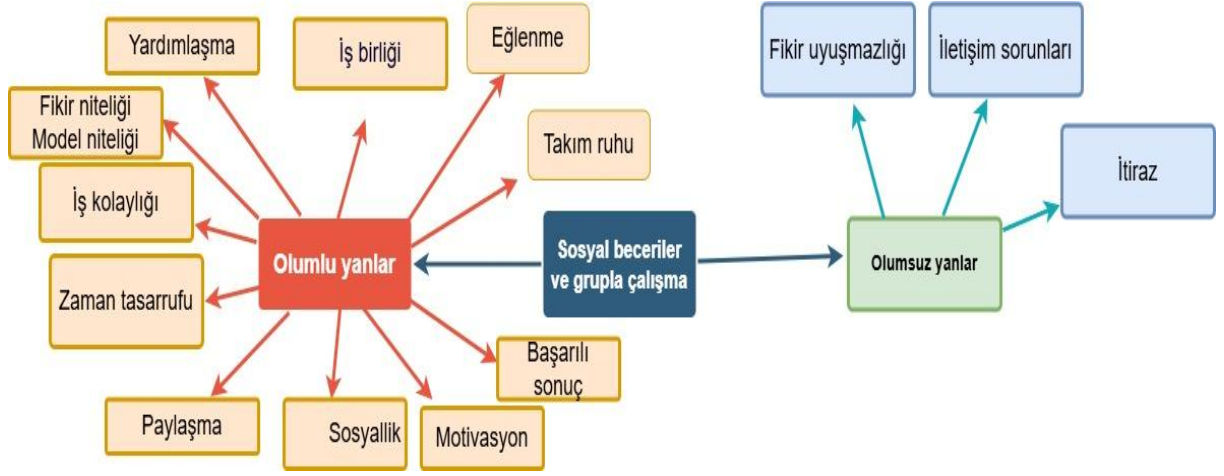 Yardımlaşma
İş birliği
Eğlenme
Fikir uyuşmazlığı
İletişim sorunları
Fikir niteliği
Model niteliği
Takım ruhu
İtiraz
İş kolaylığı
Olumlu yanlar
Sosyal beceriler
ve grupla çalışma
Olumsuz yanlar
Zaman tasarrufu
Başarılı
sonuç
Paylaşma
Sosyallik
Motivasyon